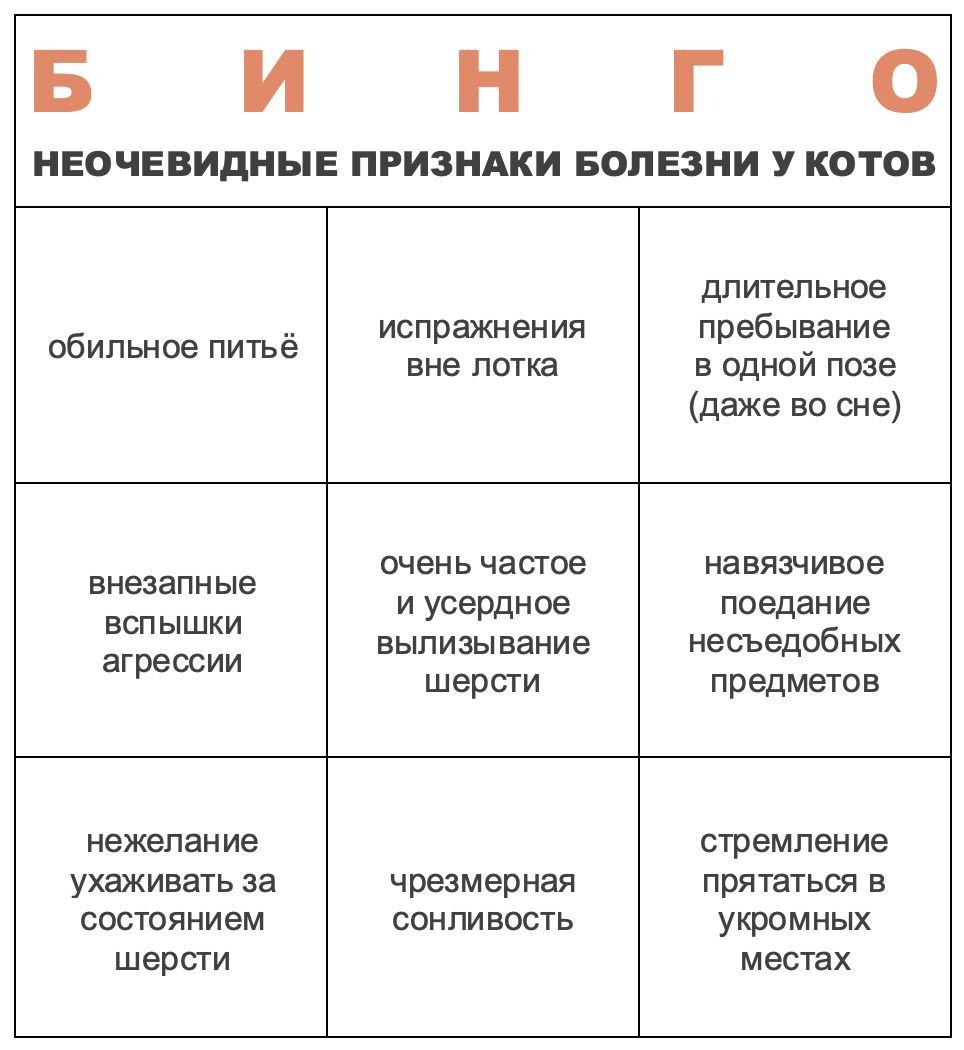 БИНГО
НЕОЧЕВИДНЫЕ ПРИЗНАКИ БОЛЕЗНИ У КОТОВ
обильное питьё
испражнения
вне лотка
длительное
пребывание
в одной позе
(даже во сне)
внезапные
вспышки
агрессии
очень частое
и усердное
вылизывание
шерсти
навязчивое
поедание
несъедобных
предметов
нежелание
ухаживать за
состоянием
шерсти
чрезмерная
сонливость
стремление
прятаться в
укромных
местах